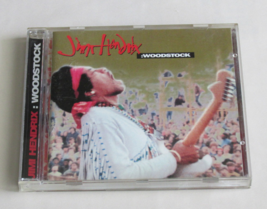 Jimi Hendrix
:WOODSTOCK
JIMI HENDRIX : WOODSTOCK